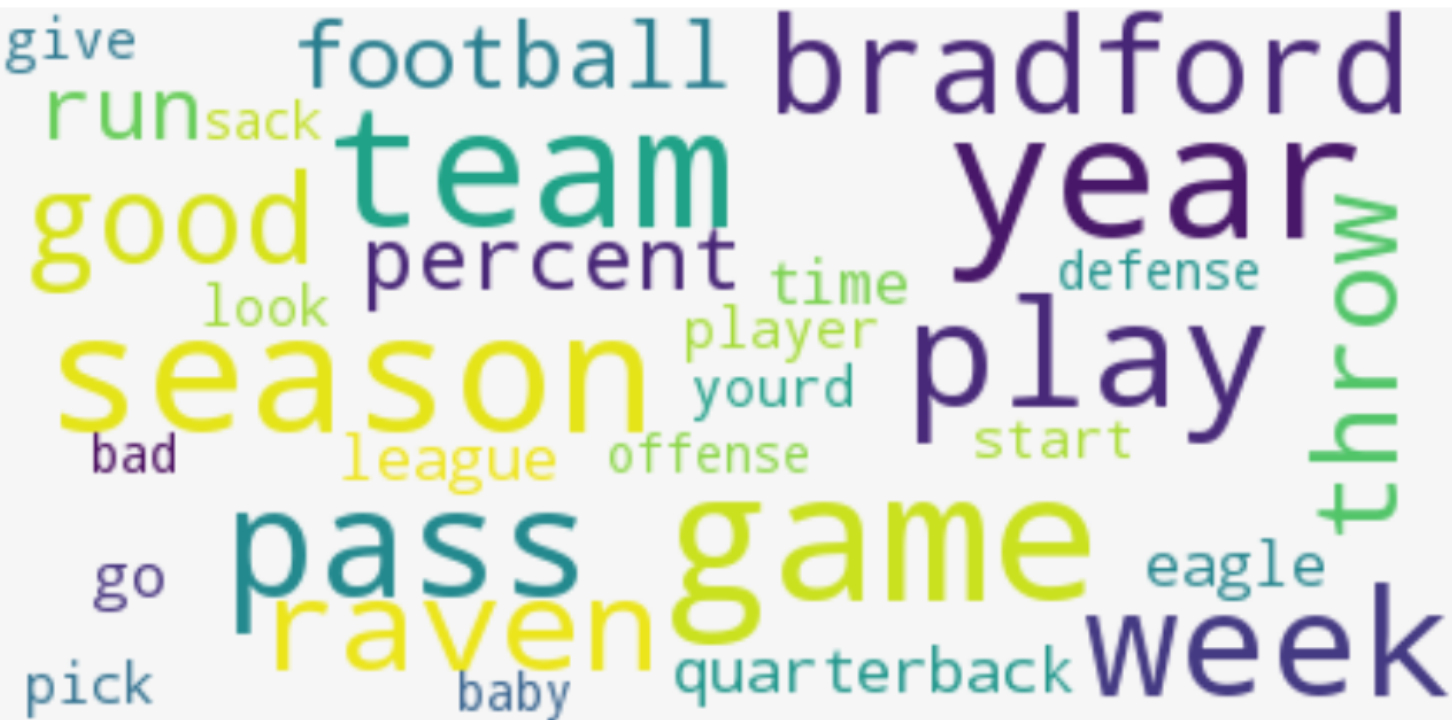 give football bradford
run sack team year
good percent time defense throw
look player play
season yourd
bad league offense start
pass game
go eagle
raven week
pick baby quarterback